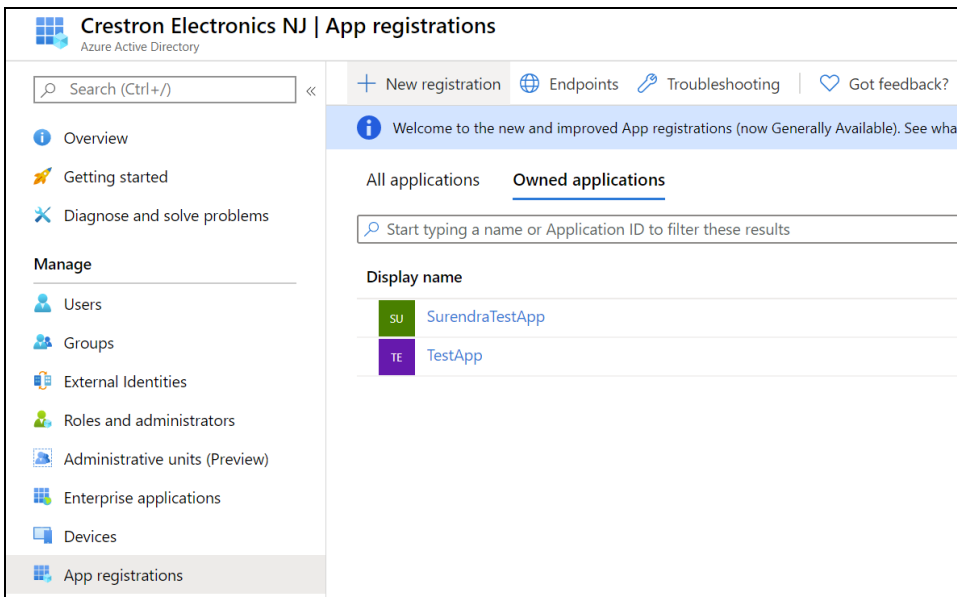 Crestron Electronics NJ | App registrations
Azure Active Directory
Search (Ctrl+/)
«
Overview
Getting started
Diagnose and solve problems
Manage
Users
Groups
External Identities
Roles and administrators
Administrative units (Preview)
Enterprise applications
Devices
App registrations
New registration Endpoints Troubleshooting Got feedback?
Welcome to the new and improved App registrations (now Generally Available). See wha
All applications Owned applications
Start typing a name or Application ID to filter these results
Display name
SU SurendraTestApp
TE TestApp